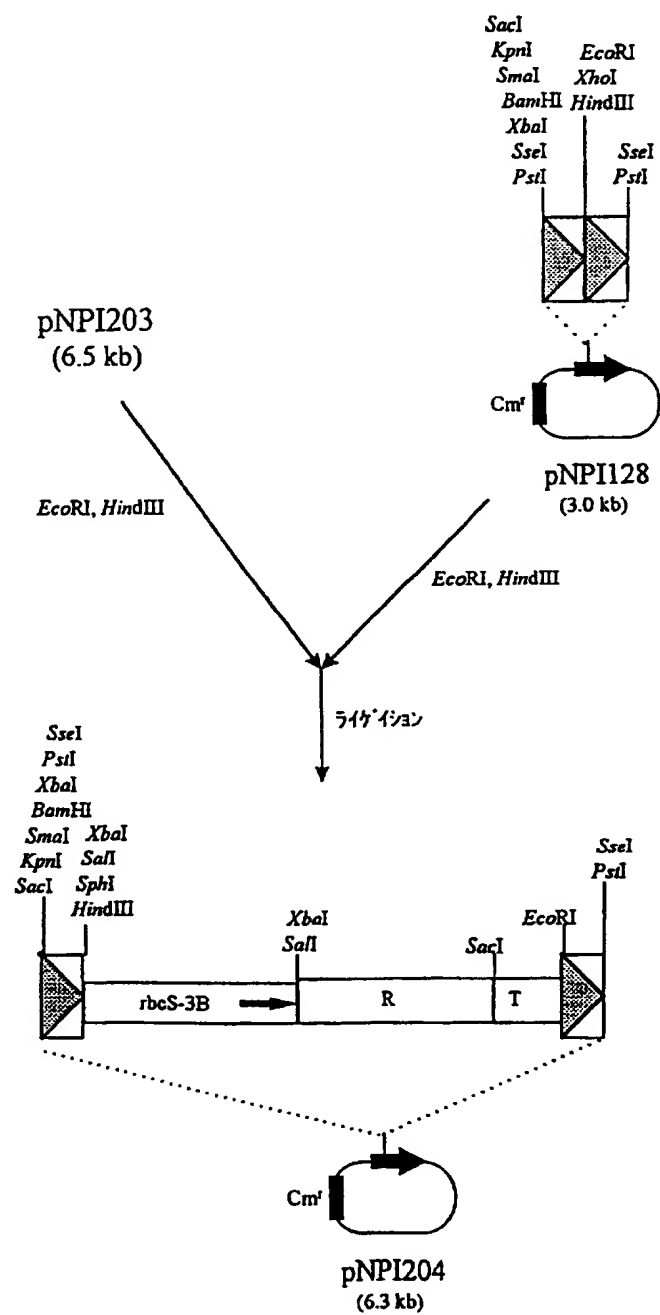 SacI
KpnI
SmaI
BamHI
XbaI
SseI
PstI
EcoRI
XhoI
HindIII
SseI
PstI
pNPI203
(6.5 kb)
Cmʳ
pNPI128
(3.0 kb)
EcoRI, HindIII
EcoRI, HindIII
ライゲイション
SseI
PstI
XbaI
BamHI
SmaI
KpnI
SacI
XbaI
SalI
SphI
HindIII
XbaI
SalI
SacI
EcoRI
SseI
PstI
rbcS-3B
R
T
Cmʳ
pNPI204
(6.3 kb)